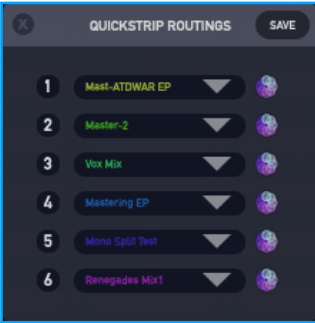 X QUICKSTRIP ROUTINGS SAVE
1 Mast-ATDWAR EP
2 Master-2
3 Vox Mix
4 Mastering EP
5 Mono Split Test
6 Renegades Mix1